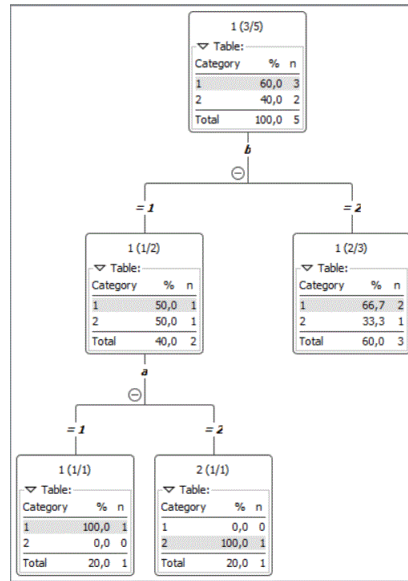 1 (3/5)
Table:
Category % n
1 60,0 3
2 40,0 2
Total 100,0 5
b
= 1
= 2
1 (1/2)
Table:
Category % n
1 50,0 1
2 50,0 1
Total 40,0 2
1 (2/3)
Table:
Category % n
1 66,7 2
2 33,3 1
Total 60,0 3
a
= 1
= 2
1 (1/1)
Table:
Category % n
1 100,0 1
2 0,0 0
Total 20,0 1
2 (1/1)
Table:
Category % n
1 0,0 0
2 100,0 1
Total 20,0 1